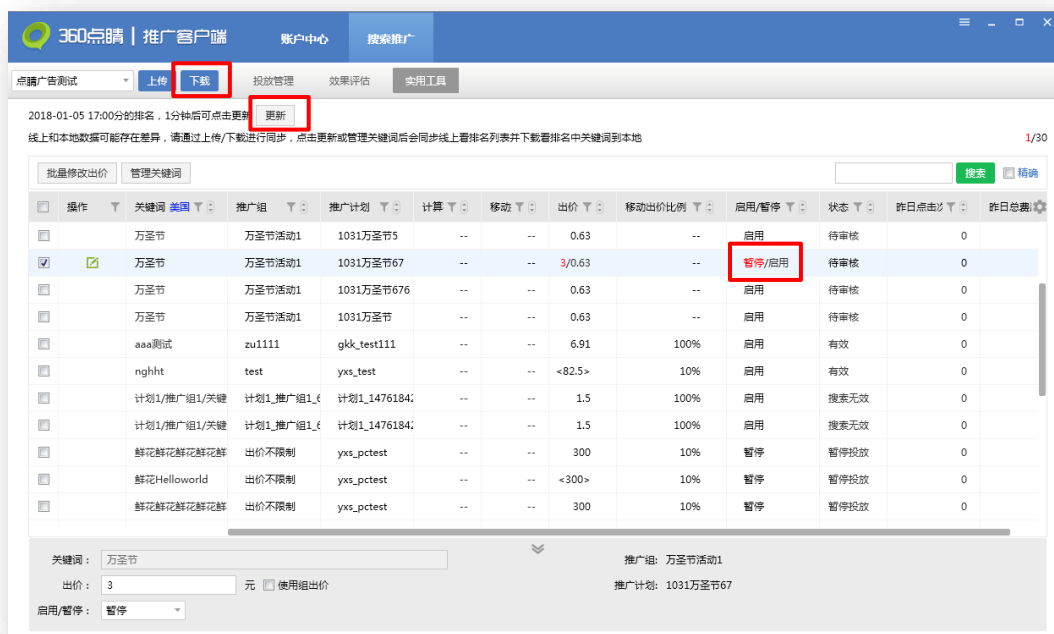 360点睛 | 推广客户端 账户中心 搜索推广
点睛广告测试 上传 下载 投放管理 效果评估 实用工具
2018-01-05 17:00分的排名，1分钟后可点击更新 更新
线上和本地数据可能存在差异，请通过上传/下载进行同步，点击更新或管理关键词后会同步线上看排名列表并下载看排名中关键词到本地 1/30
批量修改出价 管理关键词 搜索 精确
操作 关键词 美国 推广组 推广计划 计算 移动 出价 移动出价比例 启用/暂停 状态 昨日点击 昨日总费
万圣节 万圣节活动1 1031万圣节5 -- -- 0.63 -- 启用 待审核 0
万圣节 万圣节活动1 1031万圣节67 -- -- 3/0.63 -- 暂停/启用 待审核 0
万圣节 万圣节活动1 1031万圣节676 -- -- 0.63 -- 启用 待审核 0
万圣节 万圣节活动1 1031万圣节 -- -- 0.63 -- 启用 待审核 0
aaa测试 zu1111 gkk_test111 -- -- 6.91 100% 启用 有效 0
nghht test yxs_test -- -- <82.5> 10% 启用 有效 0
计划1/推广组1/关键 计划1_推广组1_6 计划1_14761842 -- -- 1.5 100% 启用 搜索无效 0
计划1/推广组1/关键 计划1_推广组1_6 计划1_14761842 -- -- 1.5 100% 启用 搜索无效 0
鲜花鲜花鲜花鲜花鲜 出价不限制 yxs_pctest -- -- 300 10% 暂停 暂停投放 0
鲜花Helloworld 出价不限制 yxs_pctest -- -- <300> 10% 暂停 暂停投放 0
鲜花鲜花鲜花鲜花鲜 出价不限制 yxs_pctest -- -- 300 10% 暂停 暂停投放 0
关键词： 万圣节 推广组: 万圣节活动1
出价： 3 元 使用组出价 推广计划: 1031万圣节67
启用/暂停： 暂停